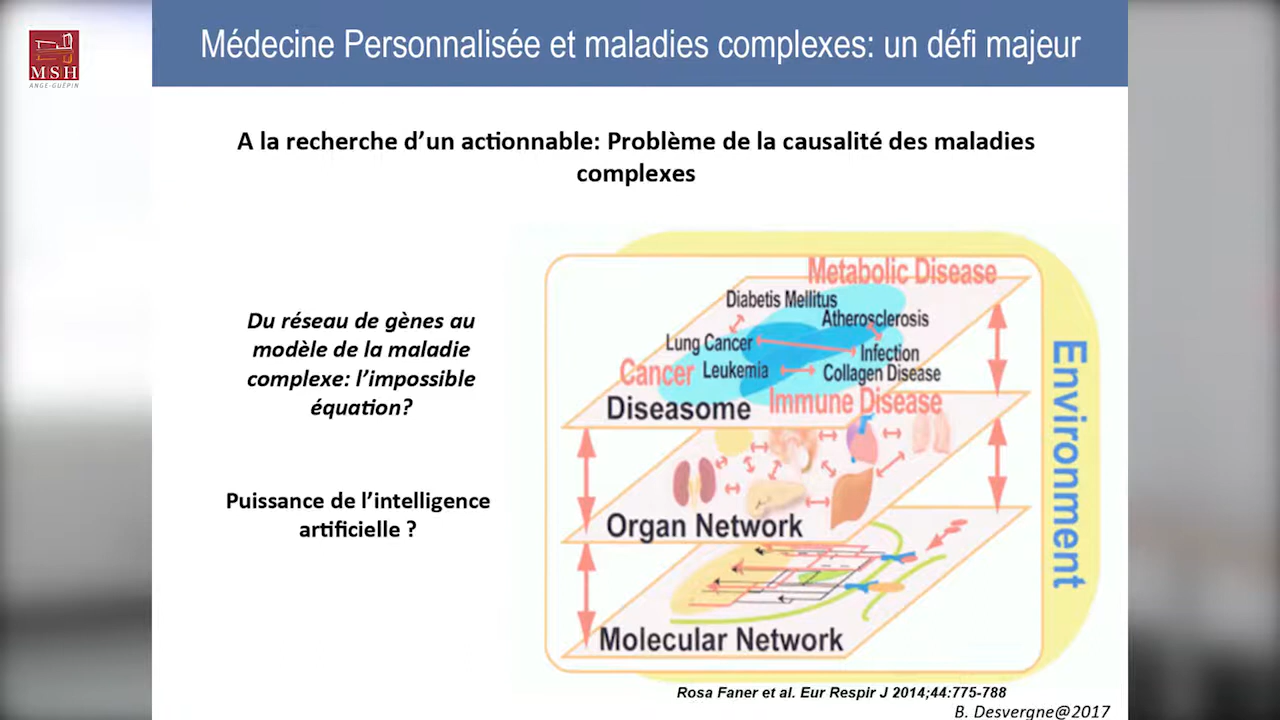 MSH
ANGE-GUÉPIN
Médecine Personnalisée et maladies complexes: un défi majeur
A la recherche d’un actionnable: Problème de la causalité des maladies
complexes
Du réseau de gènes au
modèle de la maladie
complexe: l’impossible
équation?
Puissance de l’intelligence
artificielle ?
Metabolic Disease
Diabetis Mellitus
Atherosclerosis
Lung Cancer
Infection
Cancer
Leukemia
Collagen Disease
Diseasome
Immune Disease
Organ Network
Molecular Network
Environment
Rosa Faner et al. Eur Respir J 2014;44:775-788
B. Desvergne@2017